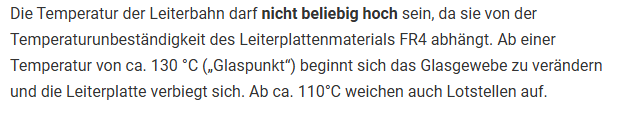 Die Temperatur der Leiterbahn darf nicht beliebig hoch sein, da sie von der
Temperaturunbeständigkeit des Leiterplattenmaterials FR4 abhängt. Ab einer
Temperatur von ca. 130 °C („Glaspunkt“) beginnt sich das Glasgewebe zu verändern
und die Leiterplatte verbiegt sich. Ab ca. 110°C weichen auch Lotstellen auf.